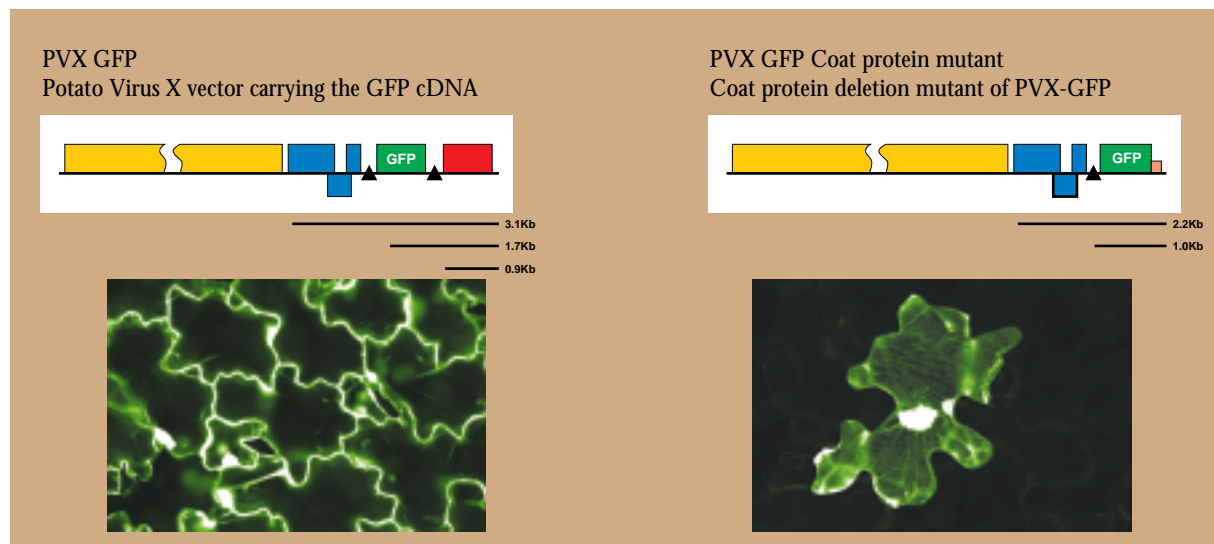 PVX GFP
Potato Virus X vector carrying the GFP cDNA
GFP
3.1Kb
1.7Kb
0.9Kb
PVX GFP Coat protein mutant
Coat protein deletion mutant of PVX-GFP
GFP
2.2Kb
1.0Kb